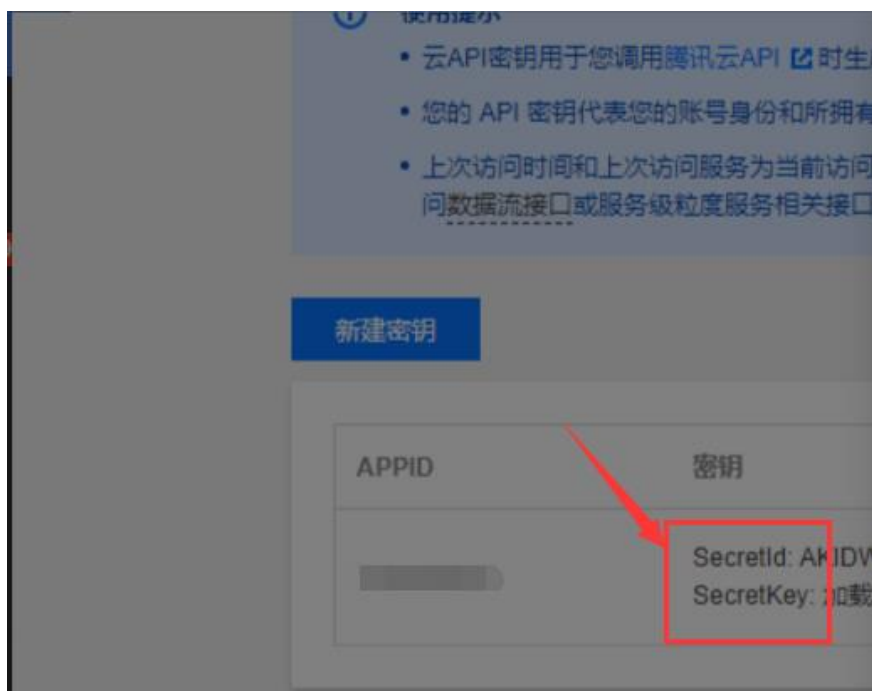 使用提示
云API密钥用于您调用腾讯云API 时生
您的 API 密钥代表您的账号身份和所拥有
上次访问时间和上次访问服务为当前访问
问数据流接口或服务级粒度服务相关接口
新建密钥
APPID
密钥
SecretId: AKIDW
SecretKey: 加载